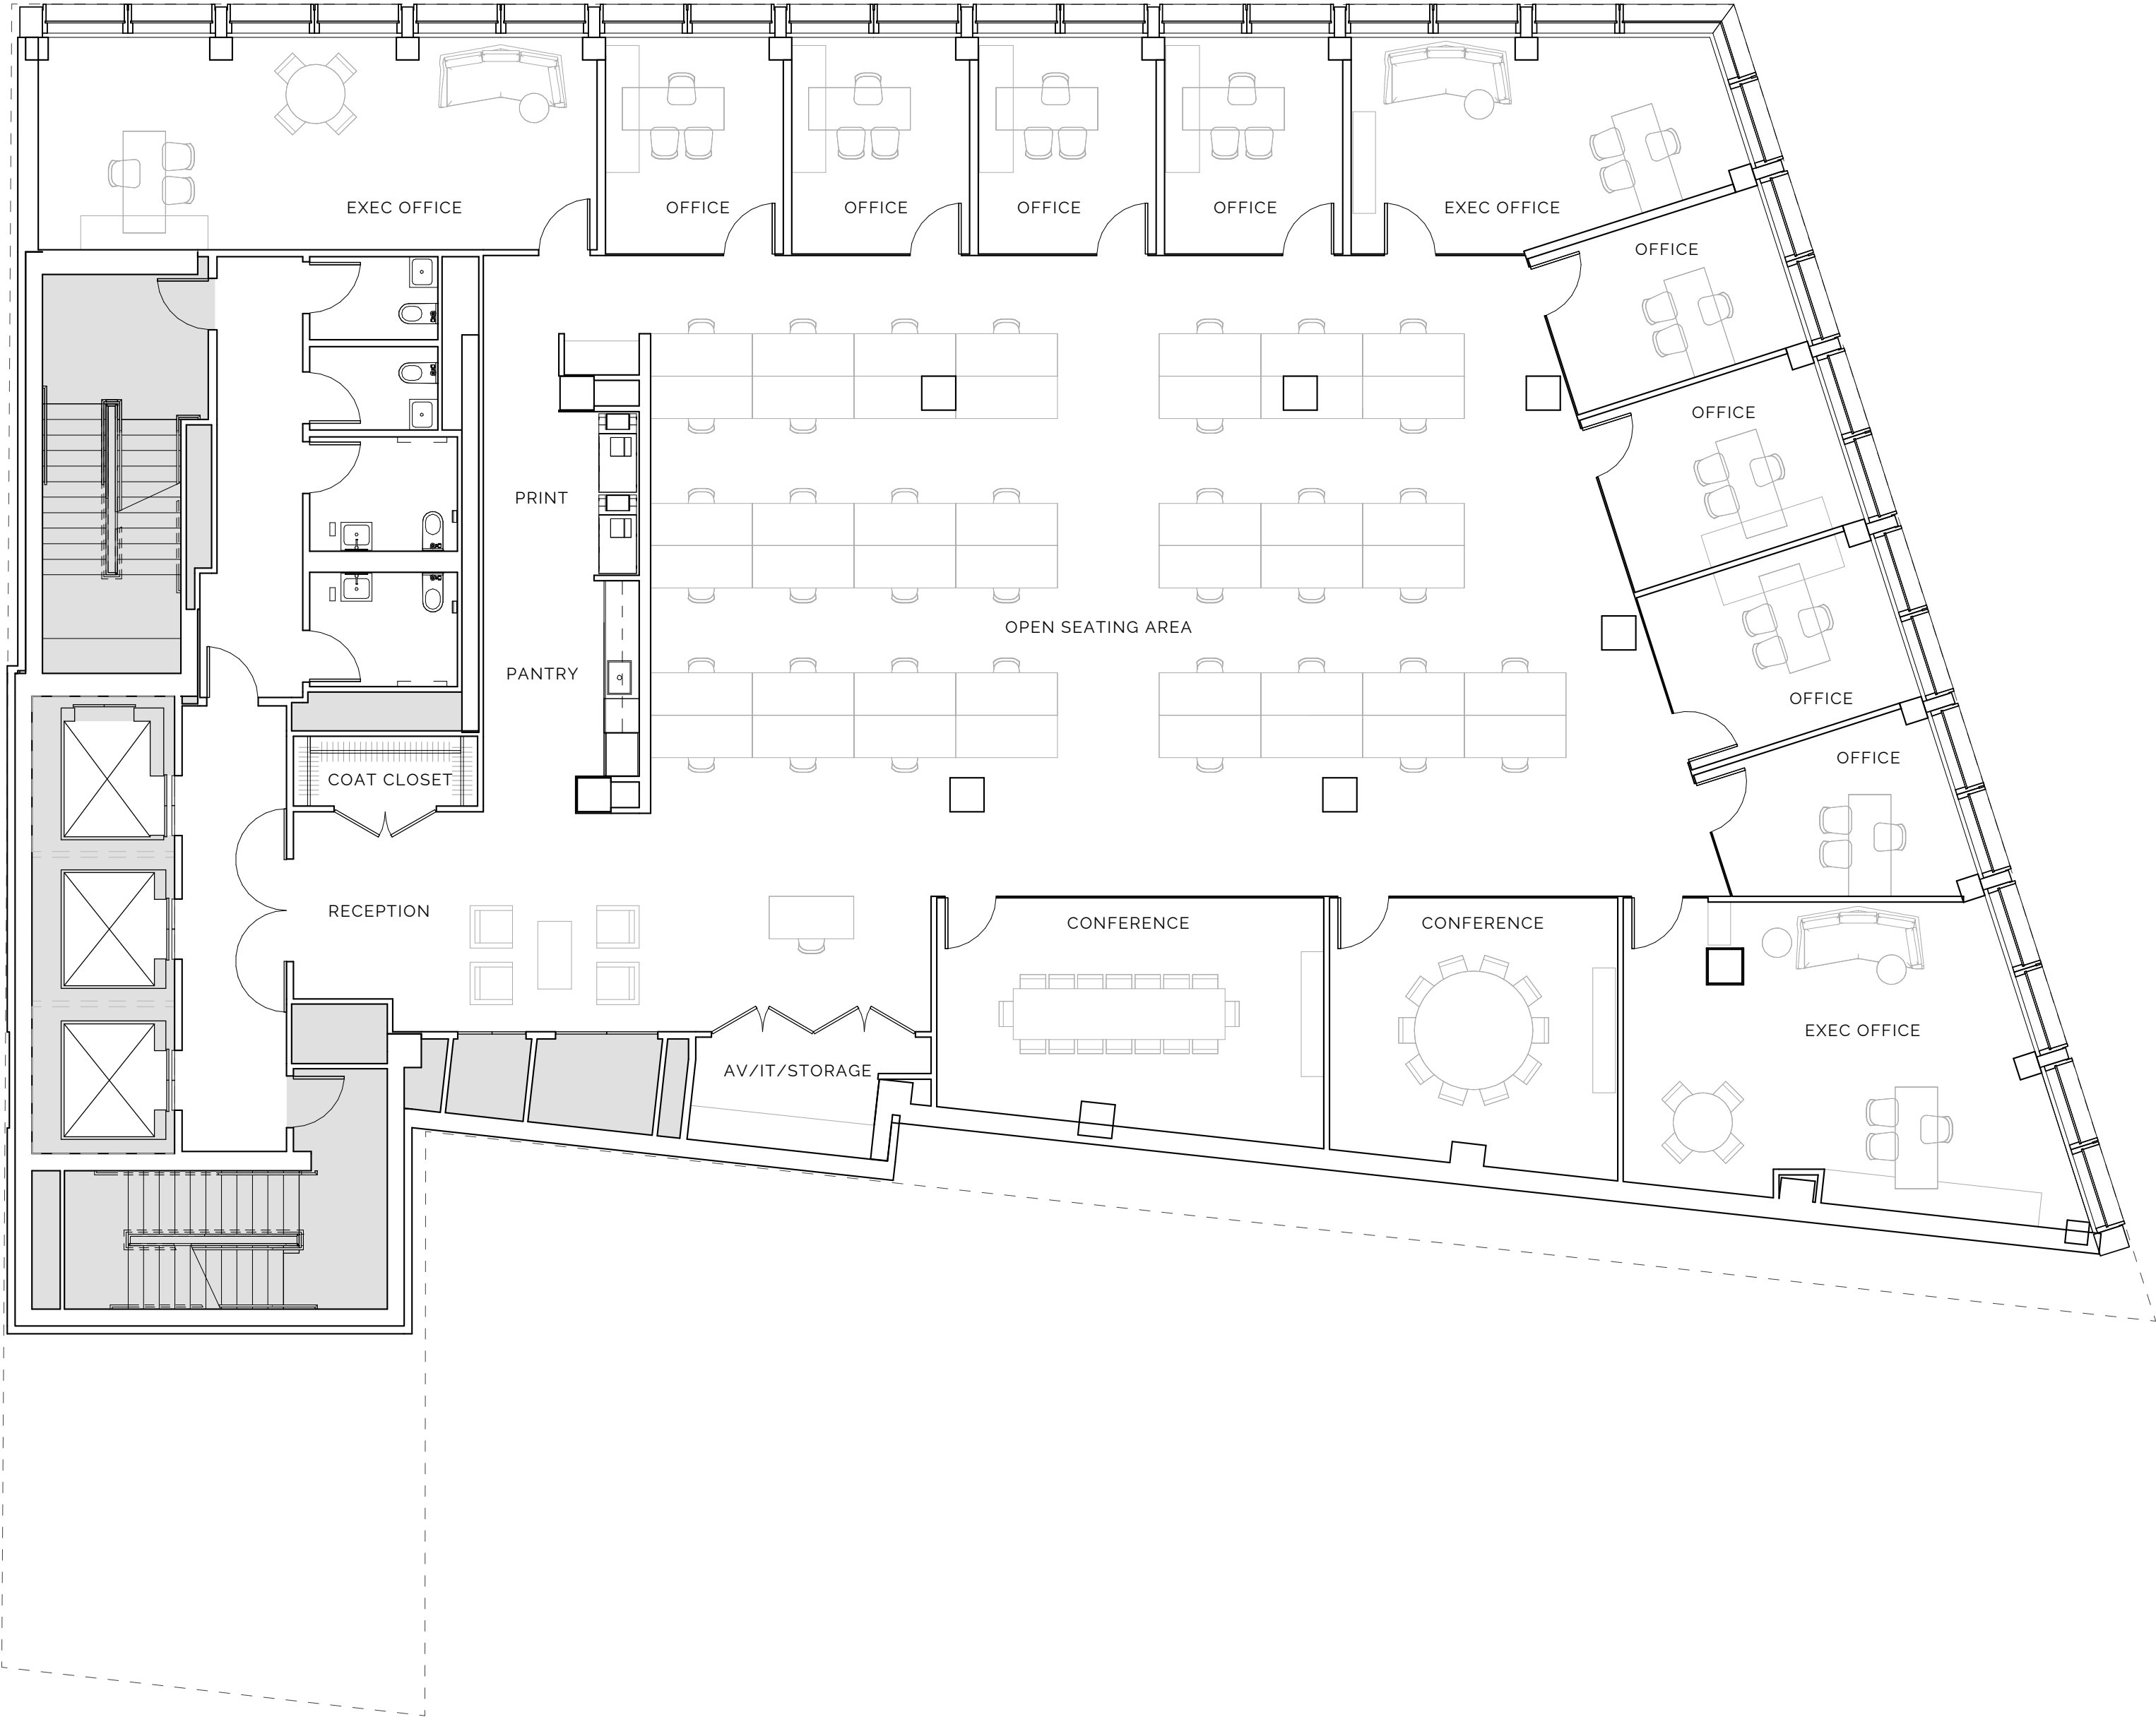 EXEC OFFICE
OFFICE
OFFICE
OFFICE
OFFICE
EXEC OFFICE
OFFICE
OFFICE
PRINT
OPEN SEATING AREA
PANTRY
OFFICE
OFFICE
COAT CLOSET
RECEPTION
CONFERENCE
CONFERENCE
EXEC OFFICE
AV/IT/STORAGE